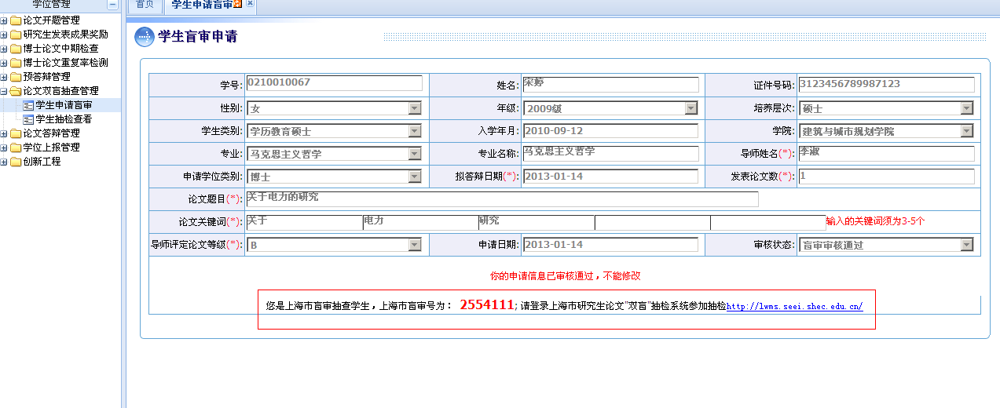 学位管理
首页
学生申请盲审
论文开题管理
研究生发表成果奖励
博士论文中期检查
博士论文重复率检测
预答辩管理
论文双盲抽查管理
学生申请盲审
学生抽检查看
论文答辩管理
学位上报管理
创新工程
学生盲审申请
学号: 0210010067 姓名: 宋婷 证件号码: 3123456789987123
性别: 女 年级: 2009级 培养层次: 硕士
学生类别: 学历教育硕士 入学年月: 2010-09-12 学院: 建筑与城市规划学院
专业: 马克思主义哲学 专业名称: 马克思主义哲学 导师姓名(*): 李淑
申请学位类别: 博士 拟答辩日期(*): 2013-01-14 发表论文数(*): 1
论文题目(*): 关于电力的研究
论文关键词(*): 关于 电力 研究 输入的关键词须为3-5个
导师评定论文等级(*): B 申请日期: 2013-01-14 审核状态: 盲审审核通过
你的申请信息已审核通过，不能修改
您是上海市盲审抽查学生，上海市盲审号为： 2554111; 请登录上海市研究生论文"双盲"抽检系统参加抽检http://lwms.seei.shec.edu.cn/